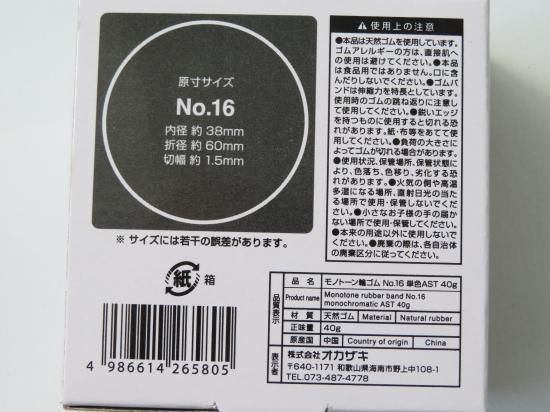 原寸サイズ
No.16
内径 約 38mm
折径 約 60mm
切幅 約 1.5mm
※ サイズには若干の誤差があります。
⚠ 使用上の注意
●本品は天然ゴムを使用しています。
ゴムアレルギーの方は、直接肌へ
の使用は避けてください。●本品
は食品用ではありません。口に含
んだりしないでください。●ゴムバ
ンドは伸縮力を特長としています。
使用時のゴムの跳ね返りに注意し
て使用してください。●鋭いエッジ
を持つものに使用すると切れる恐
れがあります。紙・布等をあてて使
用してください。●負荷の大きさに
よってゴムが切れる場合があります。
●使用状況、保管場所、保管状態に
より、色落ち、色移り、劣化する恐
れがあります。●火気の側や高温
多湿になる場所、直射日光の当た
る場所で使用・保管しないでくださ
い。●小さなお子様の手の届かな
い場所で使用・保管してください。
●本来の用途以外に使用しないで
ください。●廃棄の際は、各自治体
の廃棄区分に従ってください。
紙 箱
4 986614 265805
品質表示
品 名 モノトーン輪ゴム No.16 単色AST 40g
Product name Monotone rubber band No.16
monochromatic AST 40g
材 質 天然ゴム Material Natural rubber
正味量 40g
原産国 中国 Country of origin China
表示者 株式会社オカザキ
〒640-1171 和歌山県海南市野上中108-1
TEL.073-487-4778